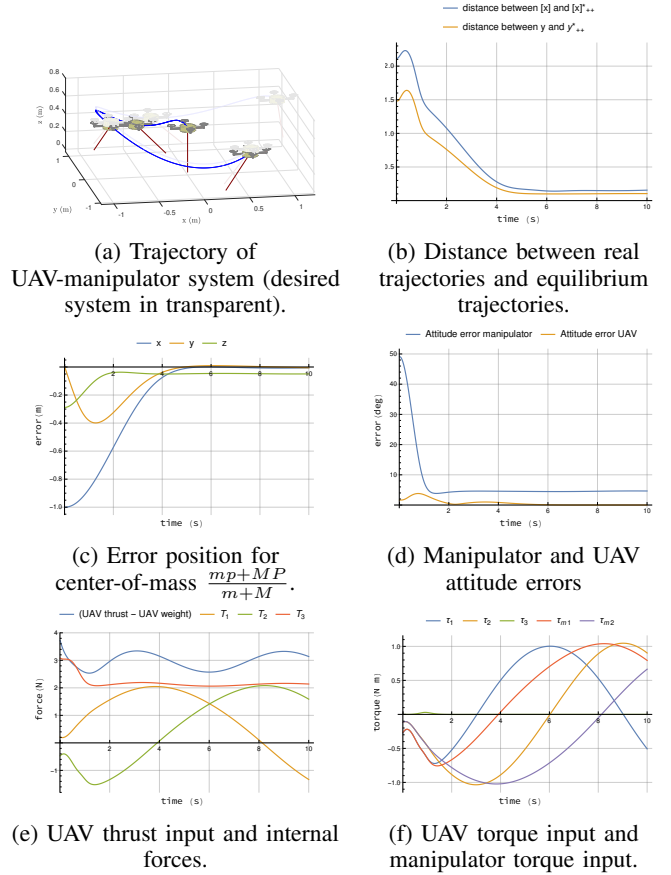 distance between [x] and [x]*++
distance between y and y*++
0.8
0.6
0.4
0.2
0
z (m)
1
0
-1
y (m)
-1
-0.5
0
0.5
1
x (m)
2.0
1.5
1.0
0.5
0
2
4
6
8
10
time (s)
(a) Trajectory of
UAV-manipulator system (desired
system in transparent).
(b) Distance between real
trajectories and equilibrium
trajectories.
x y z
2
4
6
8
10
-0.2
-0.4
-0.6
-0.8
-1.0
error(m)
time (s)
Attitude error manipulator Attitude error UAV
50
40
30
20
10
0
2
4
6
8
10
error(deg)
time (s)
(c) Error position for
center-of-mass $\frac{mp+MP}{m+M}$.
(d) Manipulator and UAV
attitude errors
(UAV thrust − UAV weight) T₁ T₂ T₃
4
3
2
1
-1
0
2
4
6
8
10
force(N)
time (s)
τ₁ τ₂ τ₃ τm1 τm2
1.0
0.5
-0.5
-1.0
2
4
6
8
10
torque(N m)
time (s)
(e) UAV thrust input and internal
forces.
(f) UAV torque input and
manipulator torque input.